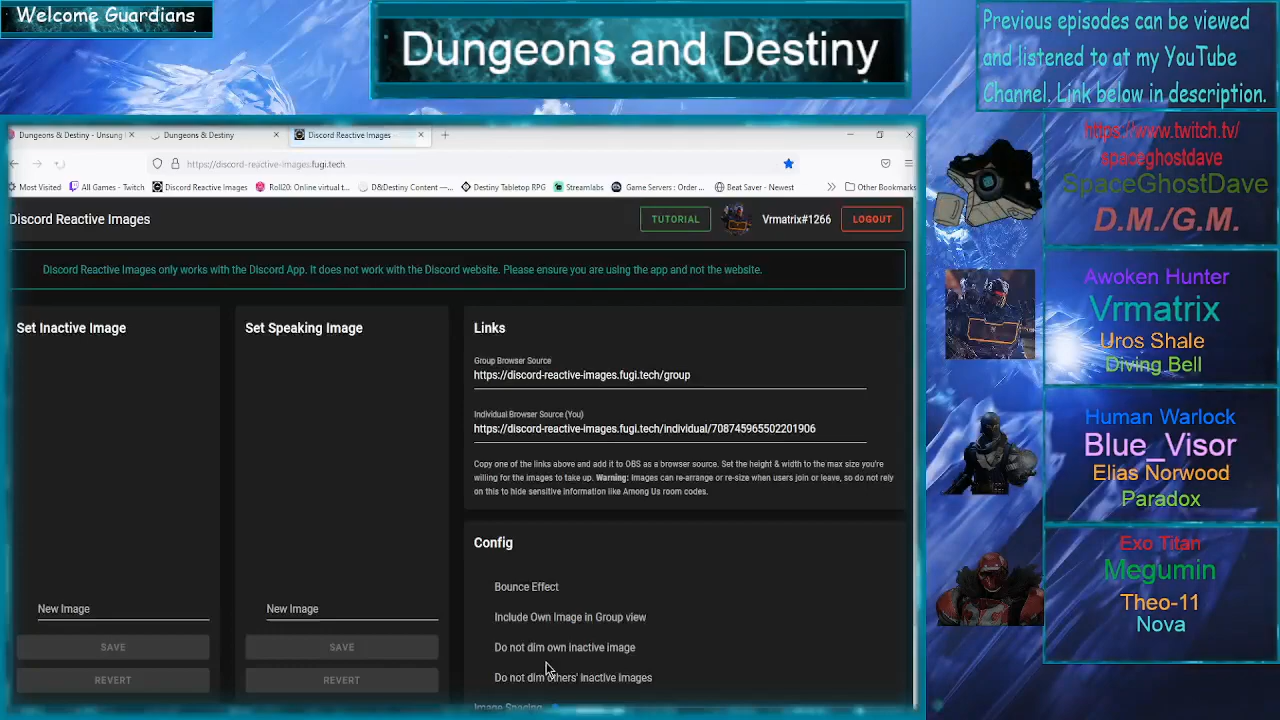 Welcome Guardians
Dungeons and Destiny
Previous episodes can be viewed
and listened to at my YouTube
Channel. Link below in description.
Dungeons & Destiny - Unsung
Dungeons & Destiny
Discord Reactive Images
https://discord-reactive-images.fugi.tech
Most Visited
All Games - Twitch
Discord Reactive Images
Roll20: Online virtual t...
D&Destiny Content —...
Destiny Tabletop RPG
Streamlabs
Game Servers : Order ...
Beat Saver - Newest
Other Bookmarks
Discord Reactive Images
TUTORIAL
Vrmatrix#1266
LOGOUT
Discord Reactive Images only works with the Discord App. It does not work with the Discord website. Please ensure you are using the app and not the website.
Set Inactive Image
New Image
SAVE
REVERT
Set Speaking Image
New Image
SAVE
REVERT
Links
Group Browser Source
https://discord-reactive-images.fugi.tech/group
Individual Browser Source (You)
https://discord-reactive-images.fugi.tech/individual/708745965502201906
Copy one of the links above and add it to OBS as a browser source. Set the height & width to the max size you're
willing for the images to take up. Warning: Images can re-arrange or re-size when users join or leave, so do not rely
on this to hide sensitive information like Among Us room codes.
Config
Bounce Effect
Include Own Image in Group view
Do not dim own inactive image
Do not dim others' inactive images
Image Spacing
https://www.twitch.tv/
spaceghostdave
SpaceGhostDave
D.M./G.M.
Awoken Hunter
Vrmatrix
Uros Shale
Diving Bell
Human Warlock
Blue_Visor
Elias Norwood
Paradox
Exo Titan
Megumin
Theo-11
Nova